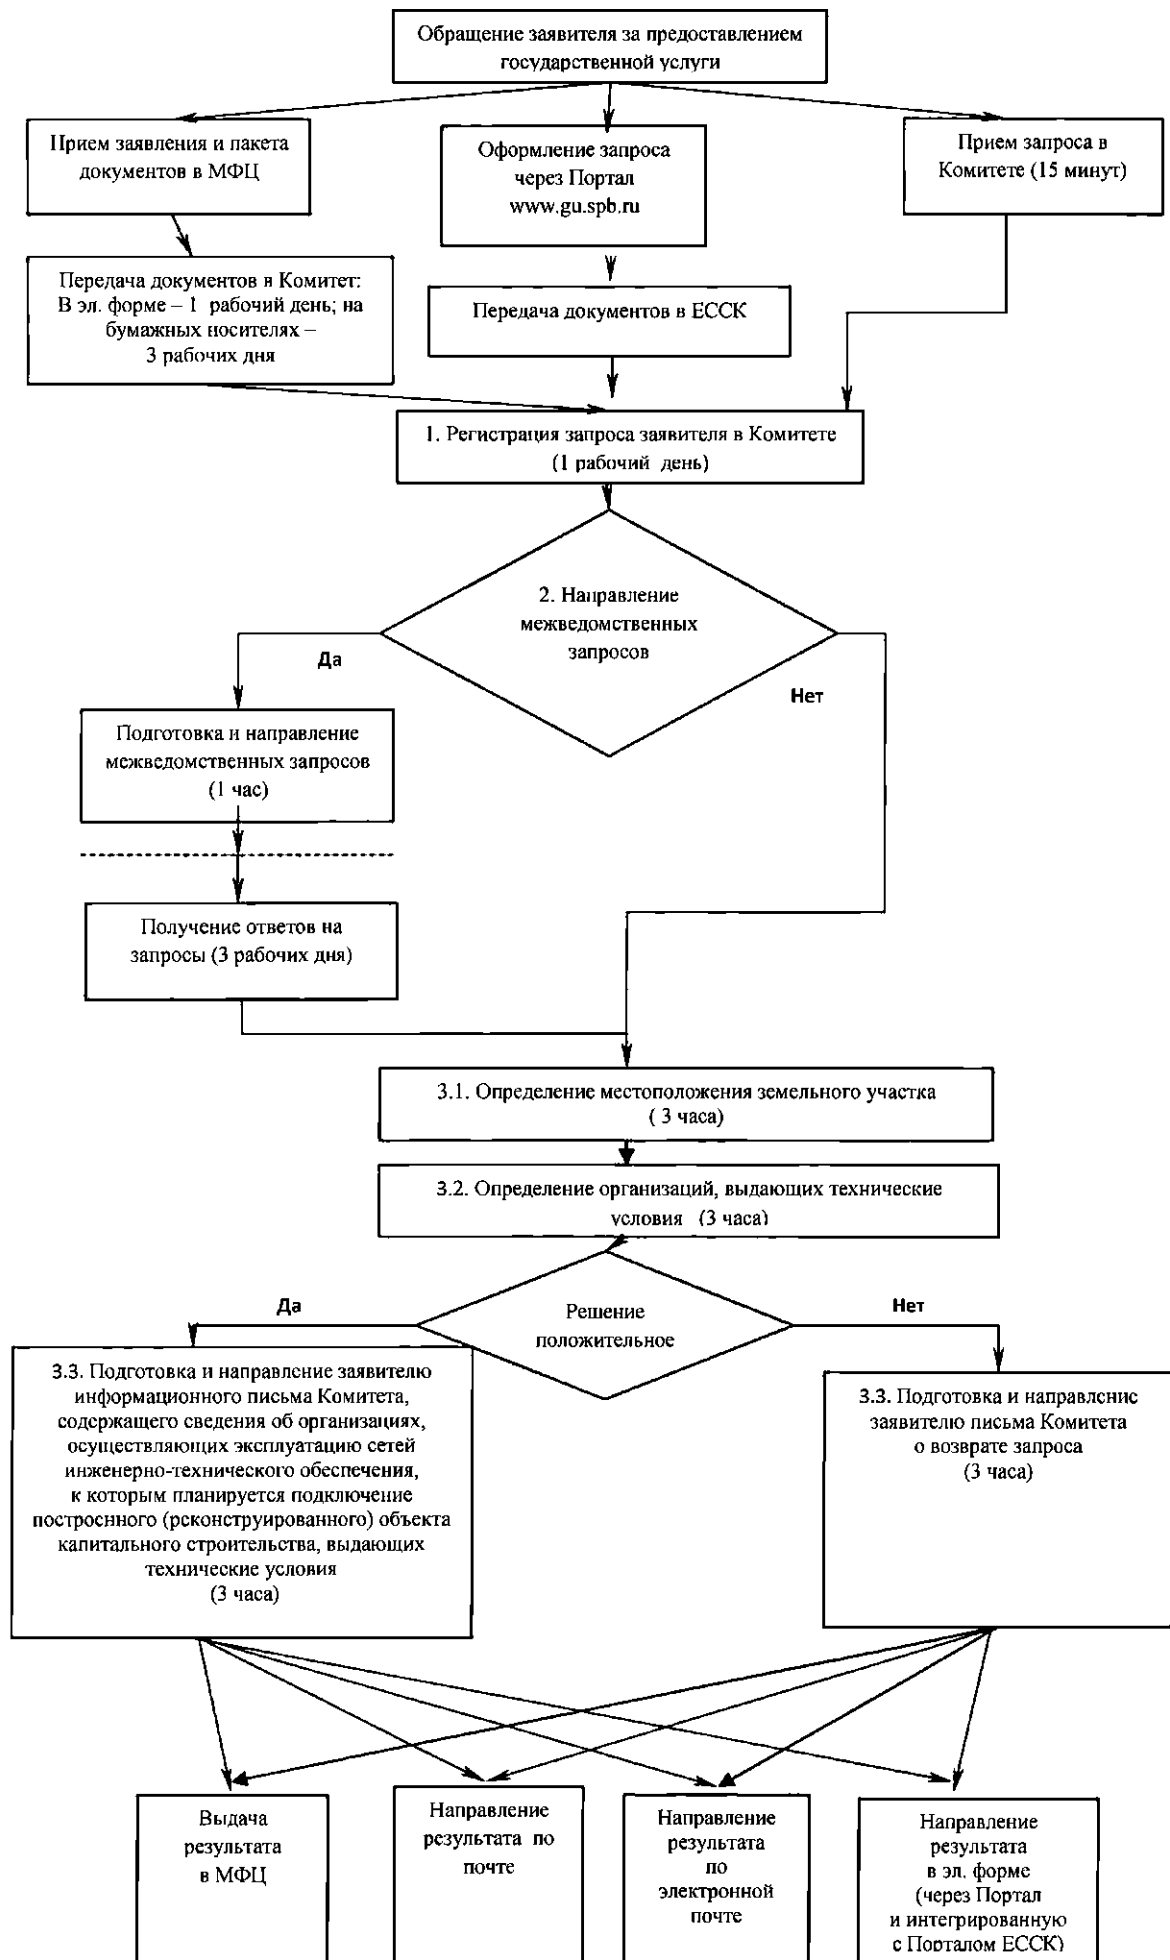 Обращение заявителя за предоставлением
государственной услуги
Прием заявления и пакета
документов в МФЦ
Оформление запроса
через Портал
www.gu.spb.ru
Прием запроса в
Комитете (15 минут)
Передача документов в Комитет:
В эл. форме – 1 рабочий день; на
бумажных носителях –
3 рабочих дня
Передача документов в ЕССК
1. Регистрация запроса заявителя в Комитете
(1 рабочий день)
2. Направление
межведомственных
запросов
Да
Нет
Подготовка и направление
межведомственных запросов
(1 час)
Получение ответов на
запросы (3 рабочих дня)
3.1. Определение местоположения земельного участка
( 3 часа)
3.2. Определение организаций, выдающих технические
условия (3 часа)
Решение
положительное
Да
Нет
3.3. Подготовка и направление заявителю
информационного письма Комитета,
содержащего сведения об организациях,
осуществляющих эксплуатацию сетей
инженерно-технического обеспечения,
к которым планируется подключение
построенного (реконструированного) объекта
капитального строительства, выдающих
технические условия
(3 часа)
3.3. Подготовка и направление
заявителю письма Комитета
о возврате запроса
(3 часа)
Выдача
результата
в МФЦ
Направление
результата по
почте
Направление
результата
по
электронной
почте
Направление
результата
в эл. форме
(через Портал
и интегрированную
с Порталом ЕССК)